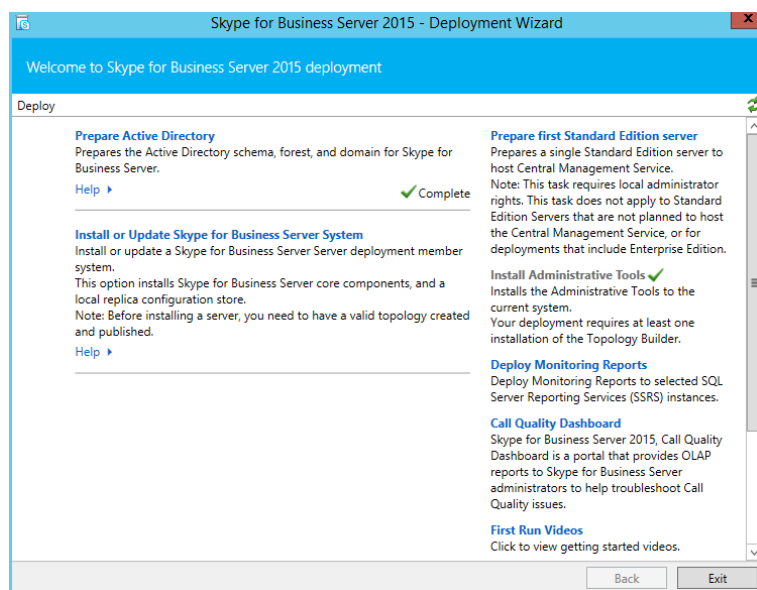 Skype for Business Server 2015 - Deployment Wizard
x
Welcome to Skype for Business Server 2015 deployment
Deploy
Prepare Active Directory
Prepares the Active Directory schema, forest, and domain for Skype for
Business Server.
Help
Complete
Install or Update Skype for Business Server System
Install or update a Skype for Business Server Server deployment member
system.
This option installs Skype for Business Server core components, and a
local replica configuration store.
Note: Before installing a server, you need to have a valid topology created
and published.
Help
Prepare first Standard Edition server
Prepares a single Standard Edition server to
host Central Management Service.
Note: This task requires local administrator
rights. This task does not apply to Standard
Edition Servers that are not planned to host
the Central Management Service, or for
deployments that include Enterprise Edition.
Install Administrative Tools
Installs the Administrative Tools to the
current system.
Your deployment requires at least one
installation of the Topology Builder.
Deploy Monitoring Reports
Deploy Monitoring Reports to selected SQL
Server Reporting Services (SSRS) instances.
Call Quality Dashboard
Skype for Business Server 2015, Call Quality
Dashboard is a portal that provides OLAP
reports to Skype for Business Server
administrators to help troubleshoot Call
Quality issues.
First Run Videos
Click to view getting started videos.
Back
Exit